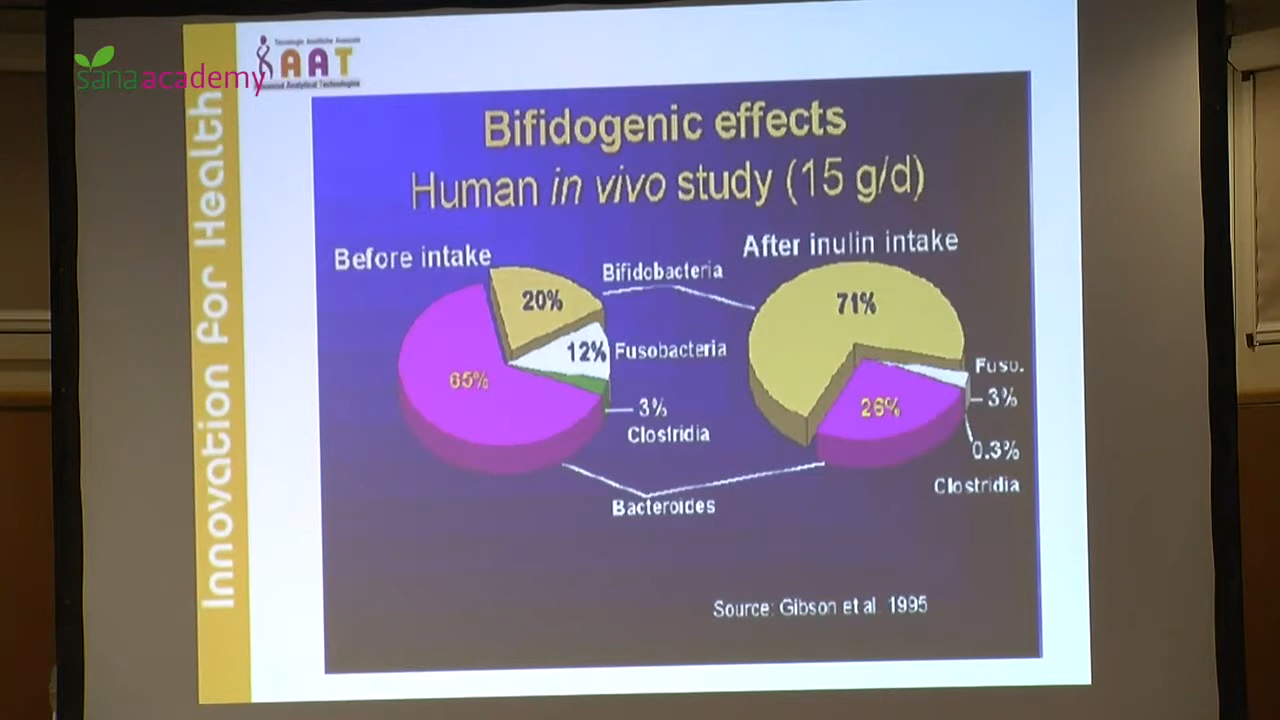 sanaacademy
Tecnologie Analitiche Avanzate
AAT
Advanced Analytical Technologies
Innovation for Health
Bifidogenic effects
Human in vivo study (15 g/d)
Before intake
After inulin intake
Bifidobacteria
20%
71%
12%
Fusobacteria
Fuso.
65%
3%
Clostridia
26%
3%
0.3%
Clostridia
Bacteroides
Source: Gibson et al 1995